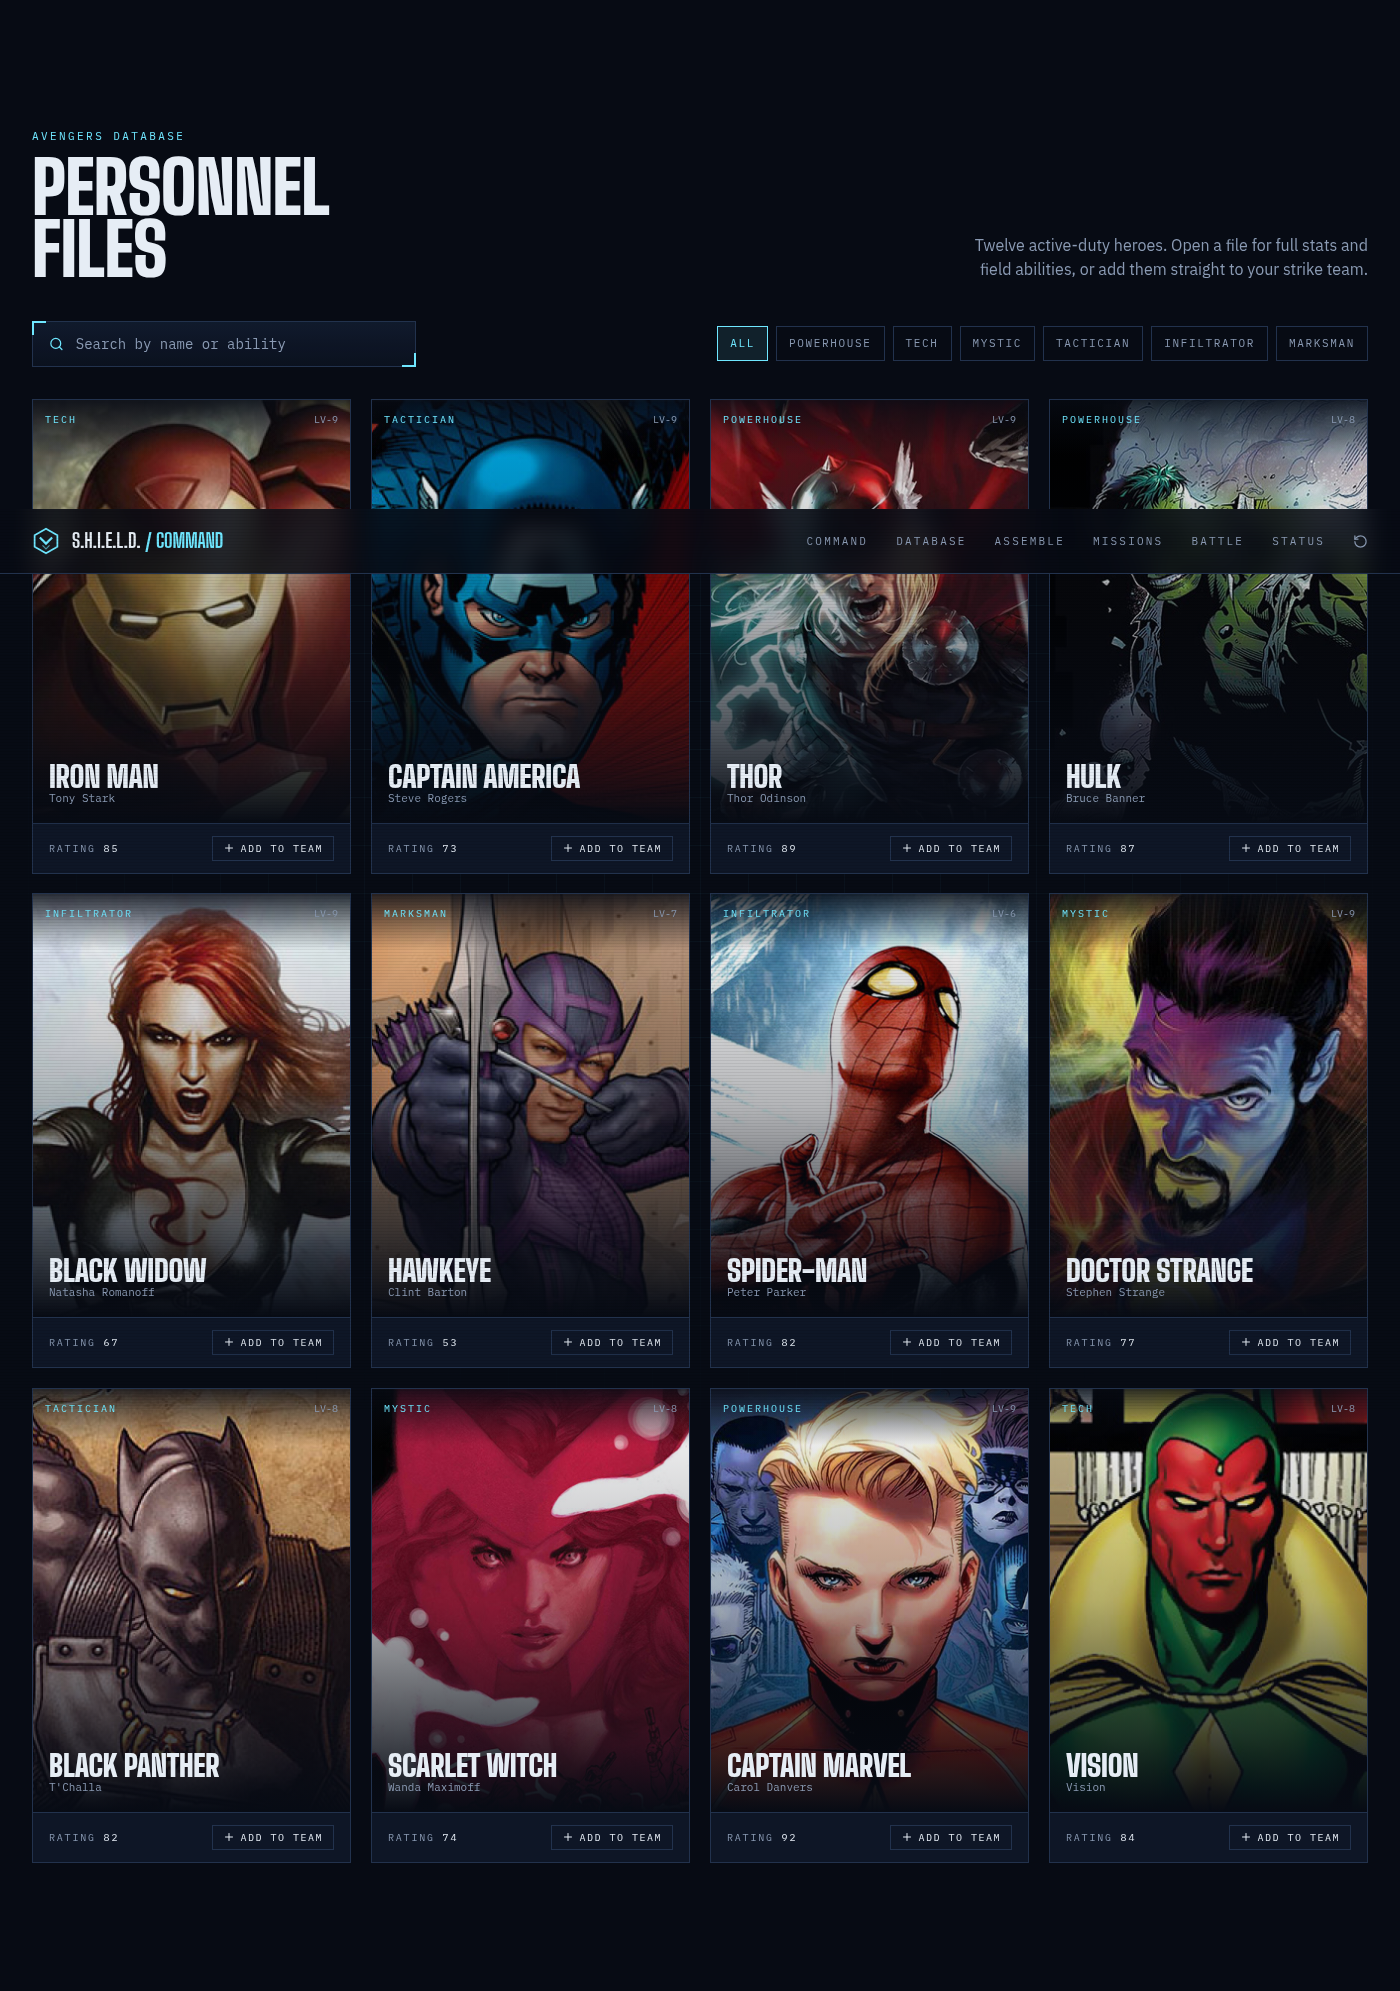 AVENGERS DATABASE
PERSONNEL
FILES
Twelve active-duty heroes. Open a file for full stats and
field abilities, or add them straight to your strike team.
Search by name or ability
ALL POWERHOUSE TECH MYSTIC TACTICIAN INFILTRATOR MARKSMAN
TECH LV-9
TACTICIAN LV-9
POWERHOUSE LV-9
POWERHOUSE LV-8
S.H.I.E.L.D. / COMMAND
COMMAND DATABASE ASSEMBLE MISSIONS BATTLE STATUS
IRON MAN
Tony Stark
RATING 85 + ADD TO TEAM
CAPTAIN AMERICA
Steve Rogers
RATING 73 + ADD TO TEAM
THOR
Thor Odinson
RATING 89 + ADD TO TEAM
HULK
Bruce Banner
RATING 87 + ADD TO TEAM
INFILTRATOR LV-9
BLACK WIDOW
Natasha Romanoff
RATING 67 + ADD TO TEAM
MARKSMAN LV-7
HAWKEYE
Clint Barton
RATING 53 + ADD TO TEAM
INFILTRATOR LV-6
SPIDER-MAN
Peter Parker
RATING 82 + ADD TO TEAM
MYSTIC LV-9
DOCTOR STRANGE
Stephen Strange
RATING 77 + ADD TO TEAM
TACTICIAN LV-8
BLACK PANTHER
T'Challa
RATING 82 + ADD TO TEAM
MYSTIC LV-8
SCARLET WITCH
Wanda Maximoff
RATING 74 + ADD TO TEAM
POWERHOUSE LV-9
CAPTAIN MARVEL
Carol Danvers
RATING 92 + ADD TO TEAM
TECH LV-8
VISION
Vision
RATING 84 + ADD TO TEAM